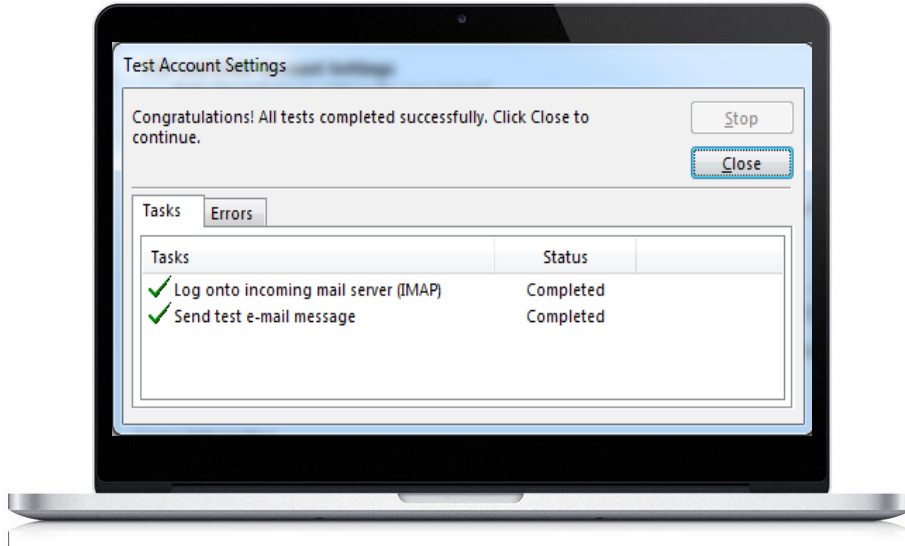 Test Account Settings
Congratulations! All tests completed successfully. Click Close to
continue.
Stop
Close
Tasks Errors
Tasks Status
Log onto incoming mail server (IMAP) Completed
Send test e-mail message Completed